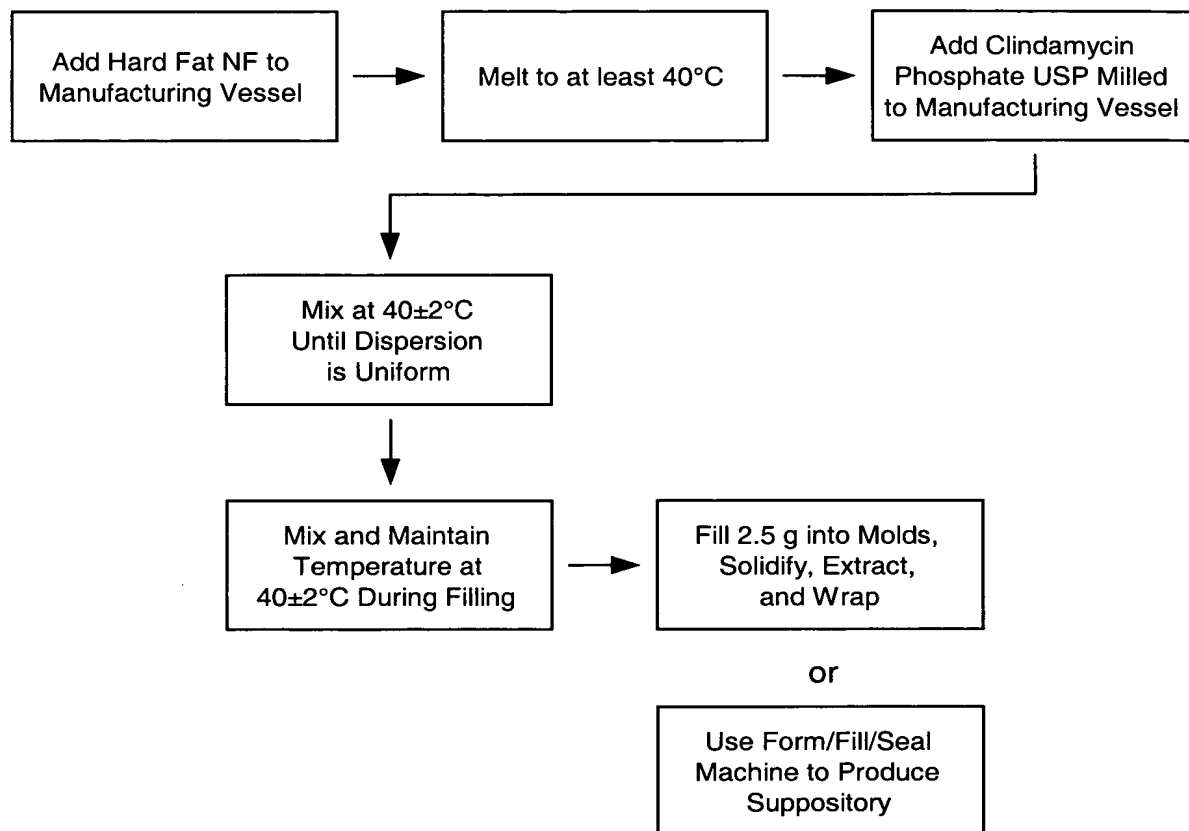 Add Hard Fat NF to
Manufacturing Vessel
Melt to at least 40°C
Add Clindamycin
Phosphate USP Milled
to Manufacturing Vessel
Mix at 40±2°C
Until Dispersion
is Uniform
Mix and Maintain
Temperature at
40±2°C During Filling
Fill 2.5 g into Molds,
Solidify, Extract,
and Wrap
or
Use Form/Fill/Seal
Machine to Produce
Suppository